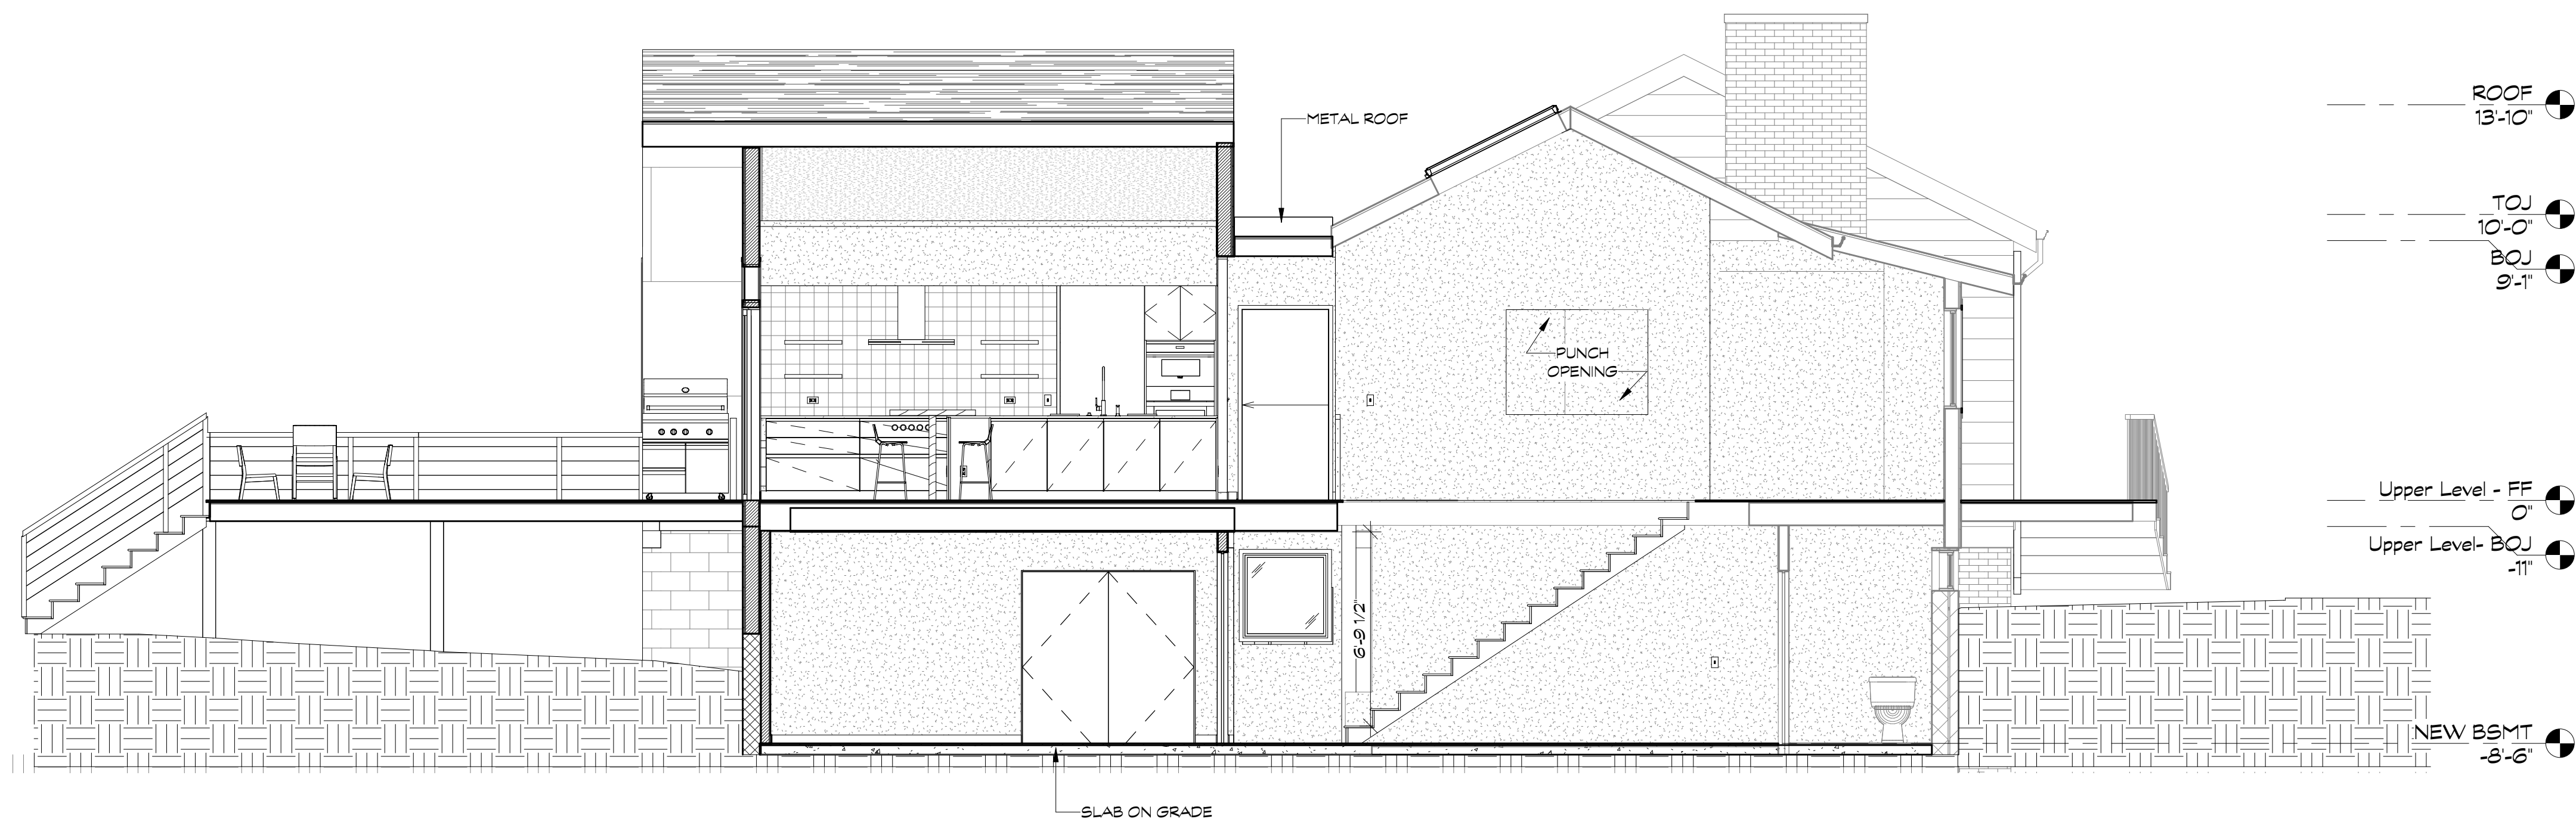 ROOF
13'-10"
METAL ROOF
TOJ
10'-0"
BOJ
9'-1"
PUNCH
OPENING
Upper Level - FF
0"
Upper Level- BOJ
-11"
6'-9 1/2"
NEW BSMT
-8'-6"
SLAB ON GRADE